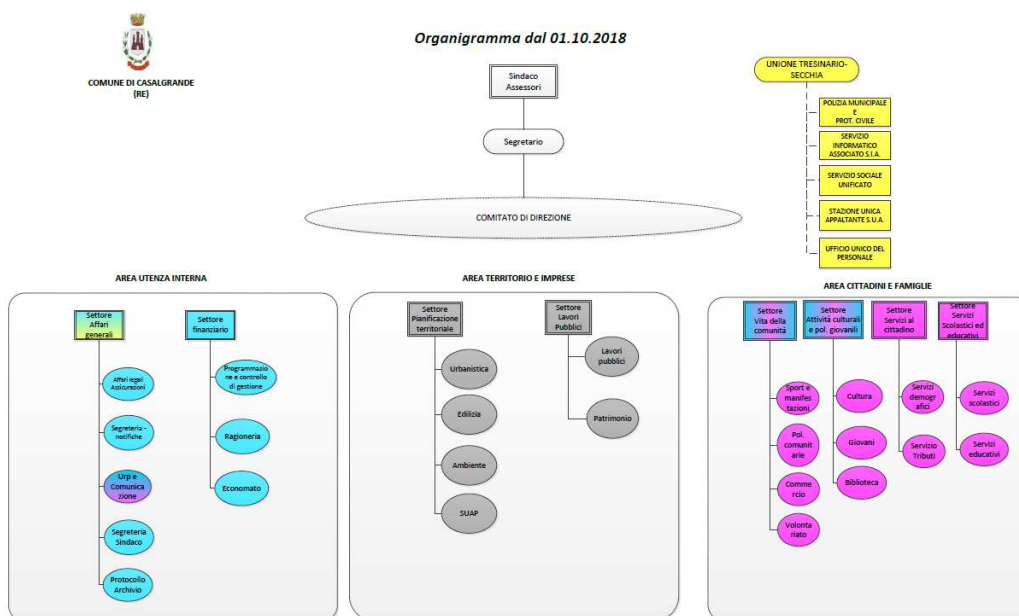 Organigramma dal 01.10.2018
COMUNE DI CASALGRANDE
(RE)
Sindaco
Assessori
Segretario
COMITATO DI DIREZIONE
UNIONE TRESINARIO-
SECCHIA
POLIZIA MUNICIPALE
E
PROT. CIVILE
SERVIZIO
INFORMATICO
ASSOCIATO S.I.A.
SERVIZIO SOCIALE
UNIFICATO
STAZIONE UNICA
APPALTANTE S.U.A.
UFFICIO UNICO DEL
PERSONALE
AREA UTENZA INTERNA
Settore
Affari
generali
Affari legali
Assicurazioni
Segreteria -
notifiche
Urp e
Comunica
zione
Segreteria
Sindaco
Protocollo
Archivio
Settore
finanziario
Programmazio
ne e controllo
di gestione
Ragioneria
Economato
AREA TERRITORIO E IMPRESE
Settore
Pianificazione
territoriale
Urbanistica
Edilizia
Ambiente
SUAP
Settore
Lavori
Pubblici
Lavori
pubblici
Patrimonio
AREA CITTADINI E FAMIGLIE
Settore
Vita della
comunità
Sport e
manifes
tazioni
Pol.
comunit
arie
Comme
rcio
Volonta
riato
Settore
Attività culturali
e pol. giovanili
Cultura
Giovani
Biblioteca
Settore
Servizi al
cittadino
Servizi
demogr
afici
Servizio
Tributi
Settore
Servizi
Scolastici ed
educativi
Servizi
scolastici
Servizi
educativi